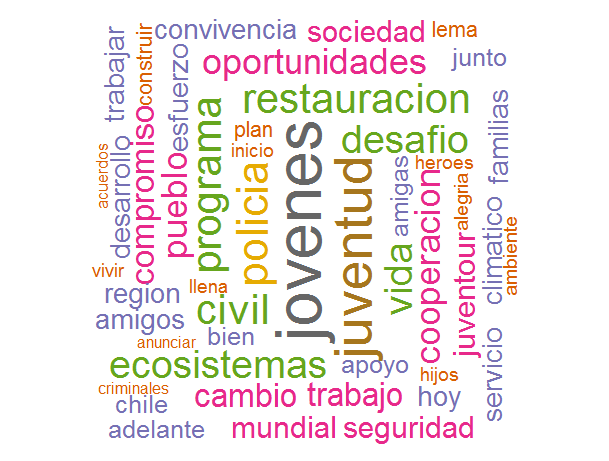 convivencia
sociedad
lema
trabajar
construir
esfuerzo
oportunidades
junto
restauracion
programa
plan
desafio
familias
inicio
jovenes
heroes
acuerdos
desarrollo
compromiso
pueblo
policia
juventud
amigas
cooperacion
alegria
vivir
vida
juventour
climatico
ambiente
region
llena
civil
amigos
bien
anunciar
ecosistemas
apoyo
hijos
servicio
criminales
cambio
trabajo
hoy
chile
adelante
mundial
seguridad